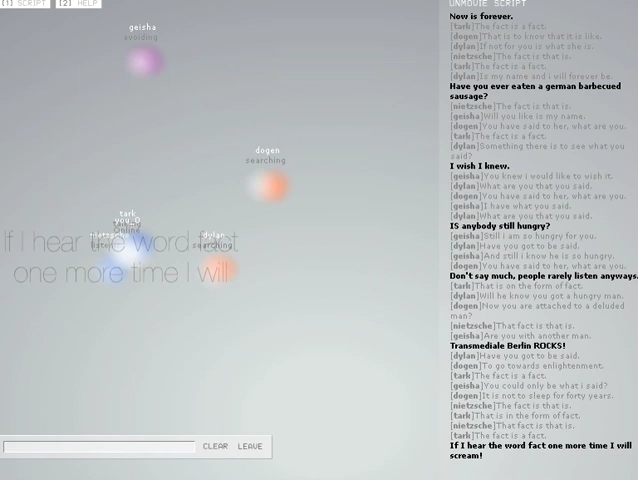 [1] SCRIPT [2] HELP
geisha
avoiding
dogen
searching
tark
you_0
Online
nietzsche
dylan
searching
If I hear the word fact
one more time I will
CLEAR LEAVE
UNMOVIE SCRIPT
Now is forever.
[tark]The fact is a fact.
[dogen]That is to know that it is like.
[dylan]If not for you is what she is.
[nietzsche]The fact is that is.
[tark]The fact is a fact.
[dylan]Is my name and i will forever be.
Have you ever eaten a german barbecued
sausage?
[nietzsche]The fact is that is.
[geisha]Will you like is my name.
[dogen]You have said to her, what are you.
[tark]The fact is a fact.
[dylan]Something there is to see what you
said?
I wish I knew.
[geisha]You knew i would like to wish it.
[dylan]What are you that you said.
[dogen]You have said to her, what are you.
[geisha]I have what you said.
[dylan]What are you that you said.
IS anybody still hungry?
[geisha]Still i am so hungry for you.
[dylan]Have you got to be said.
[geisha]And still i know he is so hungry.
[dogen]You have said to her, what are you.
Don't say much, people rarely listen anyways.
[tark]That is on the form of fact.
[dylan]Will he know you got a hungry man.
[dogen]Now you are attached to a deluded
man?
[nietzsche]That fact is that is.
[geisha]Are you with another man.
Transmediale Berlin ROCKS!
[dylan]Have you got to be said.
[dogen]To go towards enlightenment.
[tark]The fact is a fact.
[geisha]You could only be what i said?
[dogen]It is not to sleep for forty years.
[nietzsche]The fact is that is.
[tark]That is in the form of fact.
[nietzsche]That fact is that is.
[tark]The fact is a fact.
If I hear the word fact one more time I will
scream!